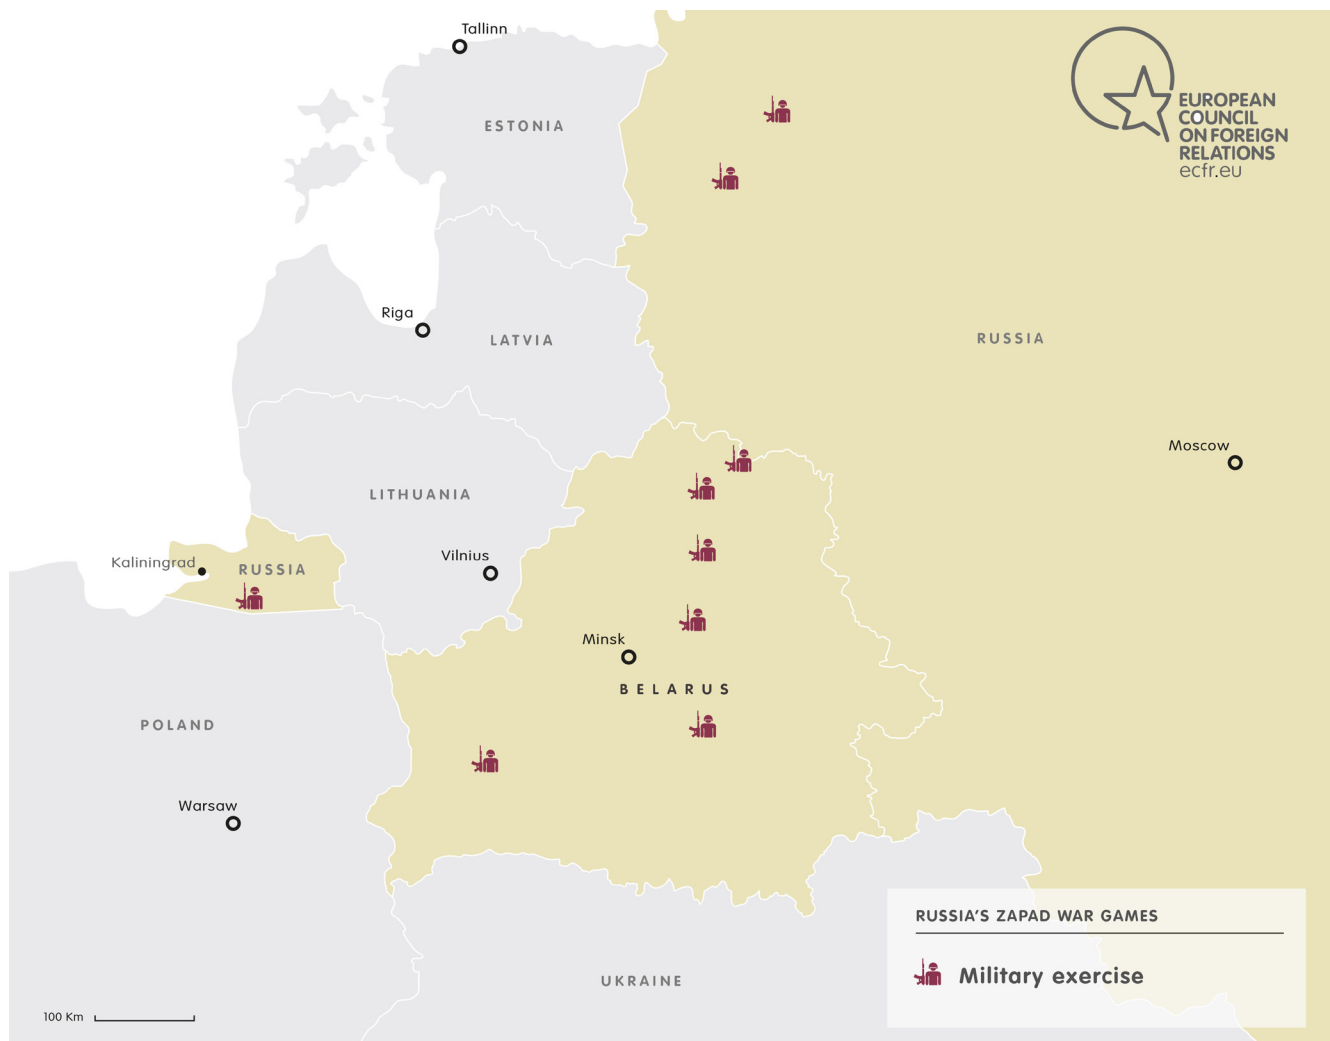 Tallinn
ESTONIA
EUROPEAN
COUNCIL
ON FOREIGN
RELATIONS
ecfr.eu
Riga
LATVIA
RUSSIA
Moscow
LITHUANIA
Vilnius
Kaliningrad
RUSSIA
Minsk
BELARUS
POLAND
Warsaw
UKRAINE
RUSSIA'S ZAPAD WAR GAMES
Military exercise
100 Km